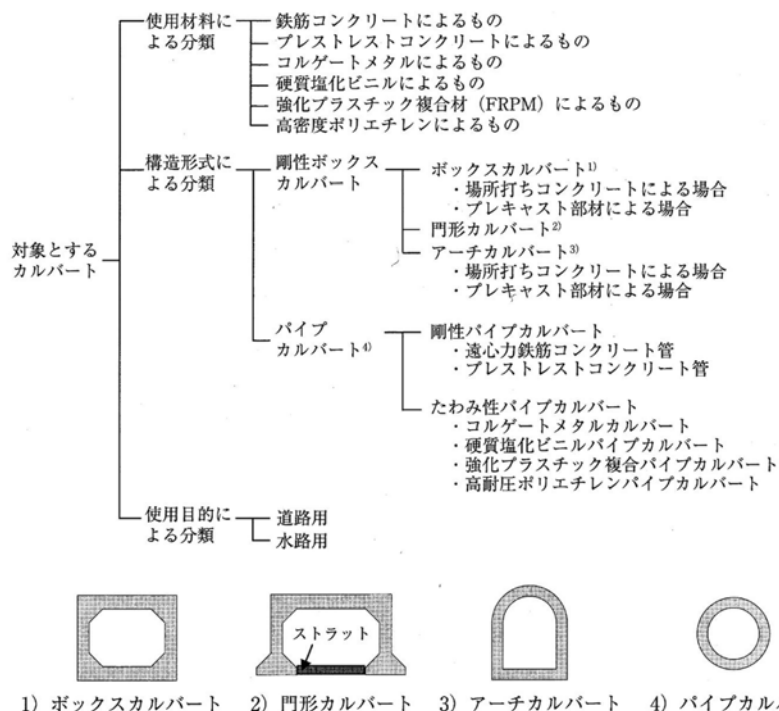 使用材料に
よる分類
鉄筋コンクリートによるもの
プレストレストコンクリートによるもの
コルゲートメタルによるもの
硬質塩化ビニルによるもの
強化プラスチック複合材（FRPM）によるもの
高密度ポリエチレンによるもの
対象とする
カルバート
構造形式に
よる分類
剛性ボックス
カルバート
ボックスカルバート1)
・場所打ちコンクリートによる場合
・プレキャスト部材による場合
門形カルバート2)
アーチカルバート3)
・場所打ちコンクリートによる場合
・プレキャスト部材による場合
パイプ
カルバート4)
剛性パイプカルバート
・遠心力鉄筋コンクリート管
・プレストレストコンクリート管
たわみ性パイプカルバート
・コルゲートメタルカルバート
・硬質塩化ビニルパイプカルバート
・強化プラスチック複合パイプカルバート
・高耐圧ポリエチレンパイプカルバート
使用目的に
よる分類
道路用
水路用
ストラット
1) ボックスカルバート
2) 門形カルバート
3) アーチカルバート
4) パイプカル